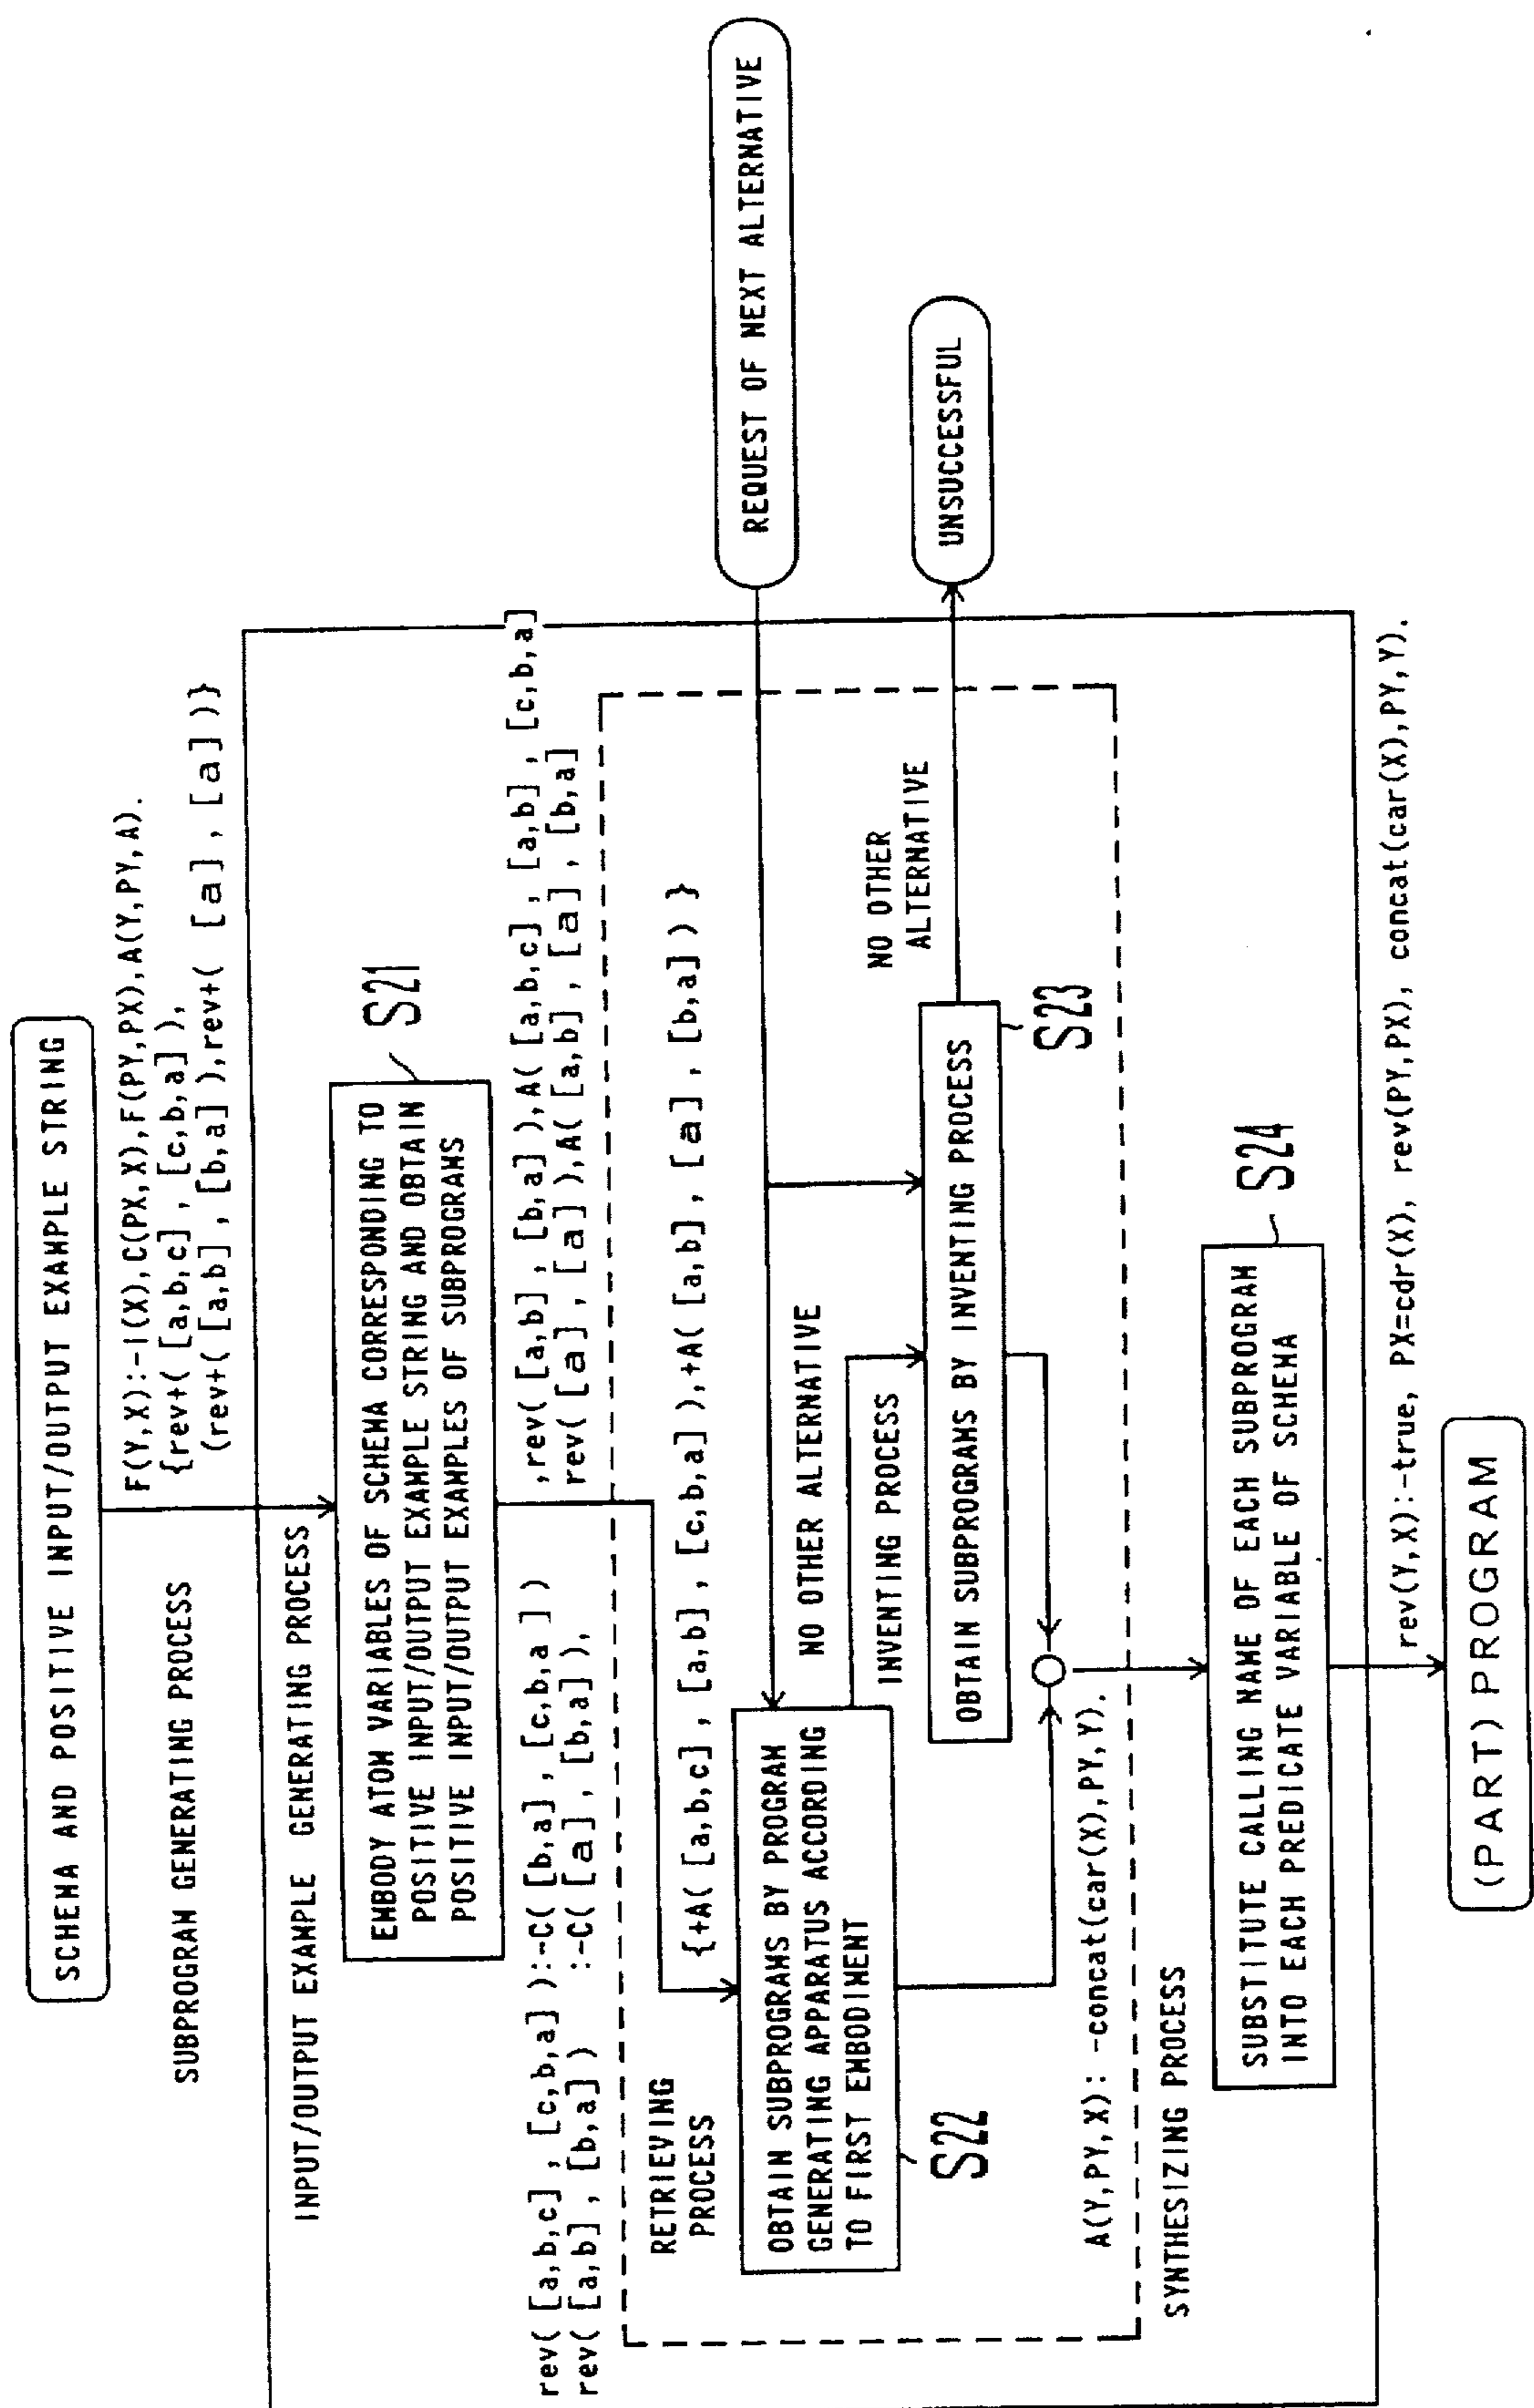 SCHEMA AND POSITIVE INPUT/OUTPUT EXAMPLE STRING
SUBPROGRAM GENERATING PROCESS
F(Y,X):-I(X),C(PX,X),F(PY,PX),A(Y,PY,A).
{rev+( [a,b,c] , [c,b,a] ),
(rev+( [a,b] , [b,a] ),rev+( [a] , [a] )}
INPUT/OUTPUT EXAMPLE GENERATING PROCESS
EMBODY ATOM VARIABLES OF SCHEMA CORRESPONDING TO
POSITIVE INPUT/OUTPUT EXAMPLE STRING AND OBTAIN
POSITIVE INPUT/OUTPUT EXAMPLES OF SUBPROGRAMS
S21
rev( [a,b,c] , [c,b,a] ):-C( [b,a] , [c,b,a ] ) ,rev( [a,b] , [b,a] ),A( [a,b,c] , [a,b] , [c,b,a]
rev( [a,b] , [b,a] ) :-C( [a] , [b,a] ), rev( [a] , [a] ),A( [a,b] , [a] , [b,a]
RETRIEVING
PROCESS
{+A( [a,b,c] , [a,b] , [c,b,a] ),+A( [a,b] , [a] , [b,a] ) }
REQUEST OF NEXT ALTERNATIVE
OBTAIN SUBPROGRAMS BY PROGRAM
GENERATING APPARATUS ACCORDING
TO FIRST EMBODIMENT
S22
NO OTHER ALTERNATIVE
INVENTING PROCESS
OBTAIN SUBPROGRAMS BY INVENTING PROCESS
S23
NO OTHER
ALTERNATIVE
UNSUCCESSFUL
A(Y,PY,X): -concat(car(X),PY,Y).
SYNTHESIZING PROCESS
SUBSTITUTE CALLING NAME OF EACH SUBPROGRAM
INTO EACH PREDICATE VARIABLE OF SCHEMA
S24
rev(Y,X):-true, PX=cdr(X), rev(PY,PX), concat(car(X),PY,Y).
(PART) PROGRAM